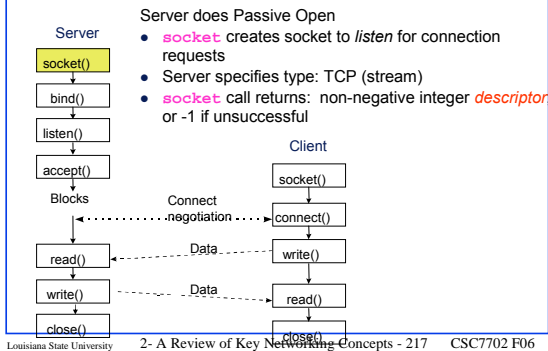 Server does Passive Open
● socket creates socket to listen for connection
requests
● Server specifies type: TCP (stream)
● socket call returns: non-negative integer descriptor
or -1 if unsuccessful
Server
socket()
bind()
listen()
accept()
Blocks
read()
write()
close()
Connect
negotiation
Data
Data
Client
socket()
connect()
write()
read()
close()
Louisiana State University 2- A Review of Key Networking Concepts - 217 CSC7702 F06